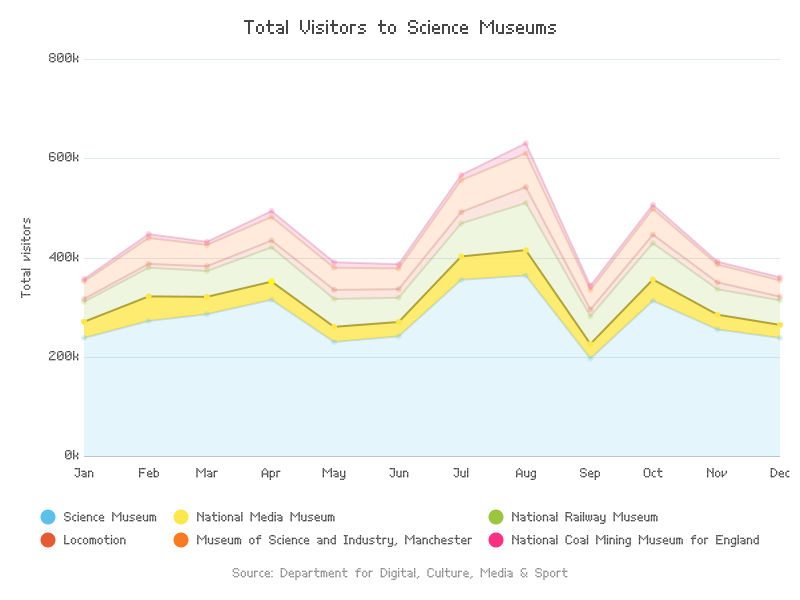 Total Visitors to Science Museums
800k
600k
400k
200k
0k
Total visitors
Jan Feb Mar Apr May Jun Jul Aug Sep Oct Nov Dec
Science Museum National Media Museum National Railway Museum
Locomotion Museum of Science and Industry, Manchester National Coal Mining Museum for England
Source: Department for Digital, Culture, Media & Sport